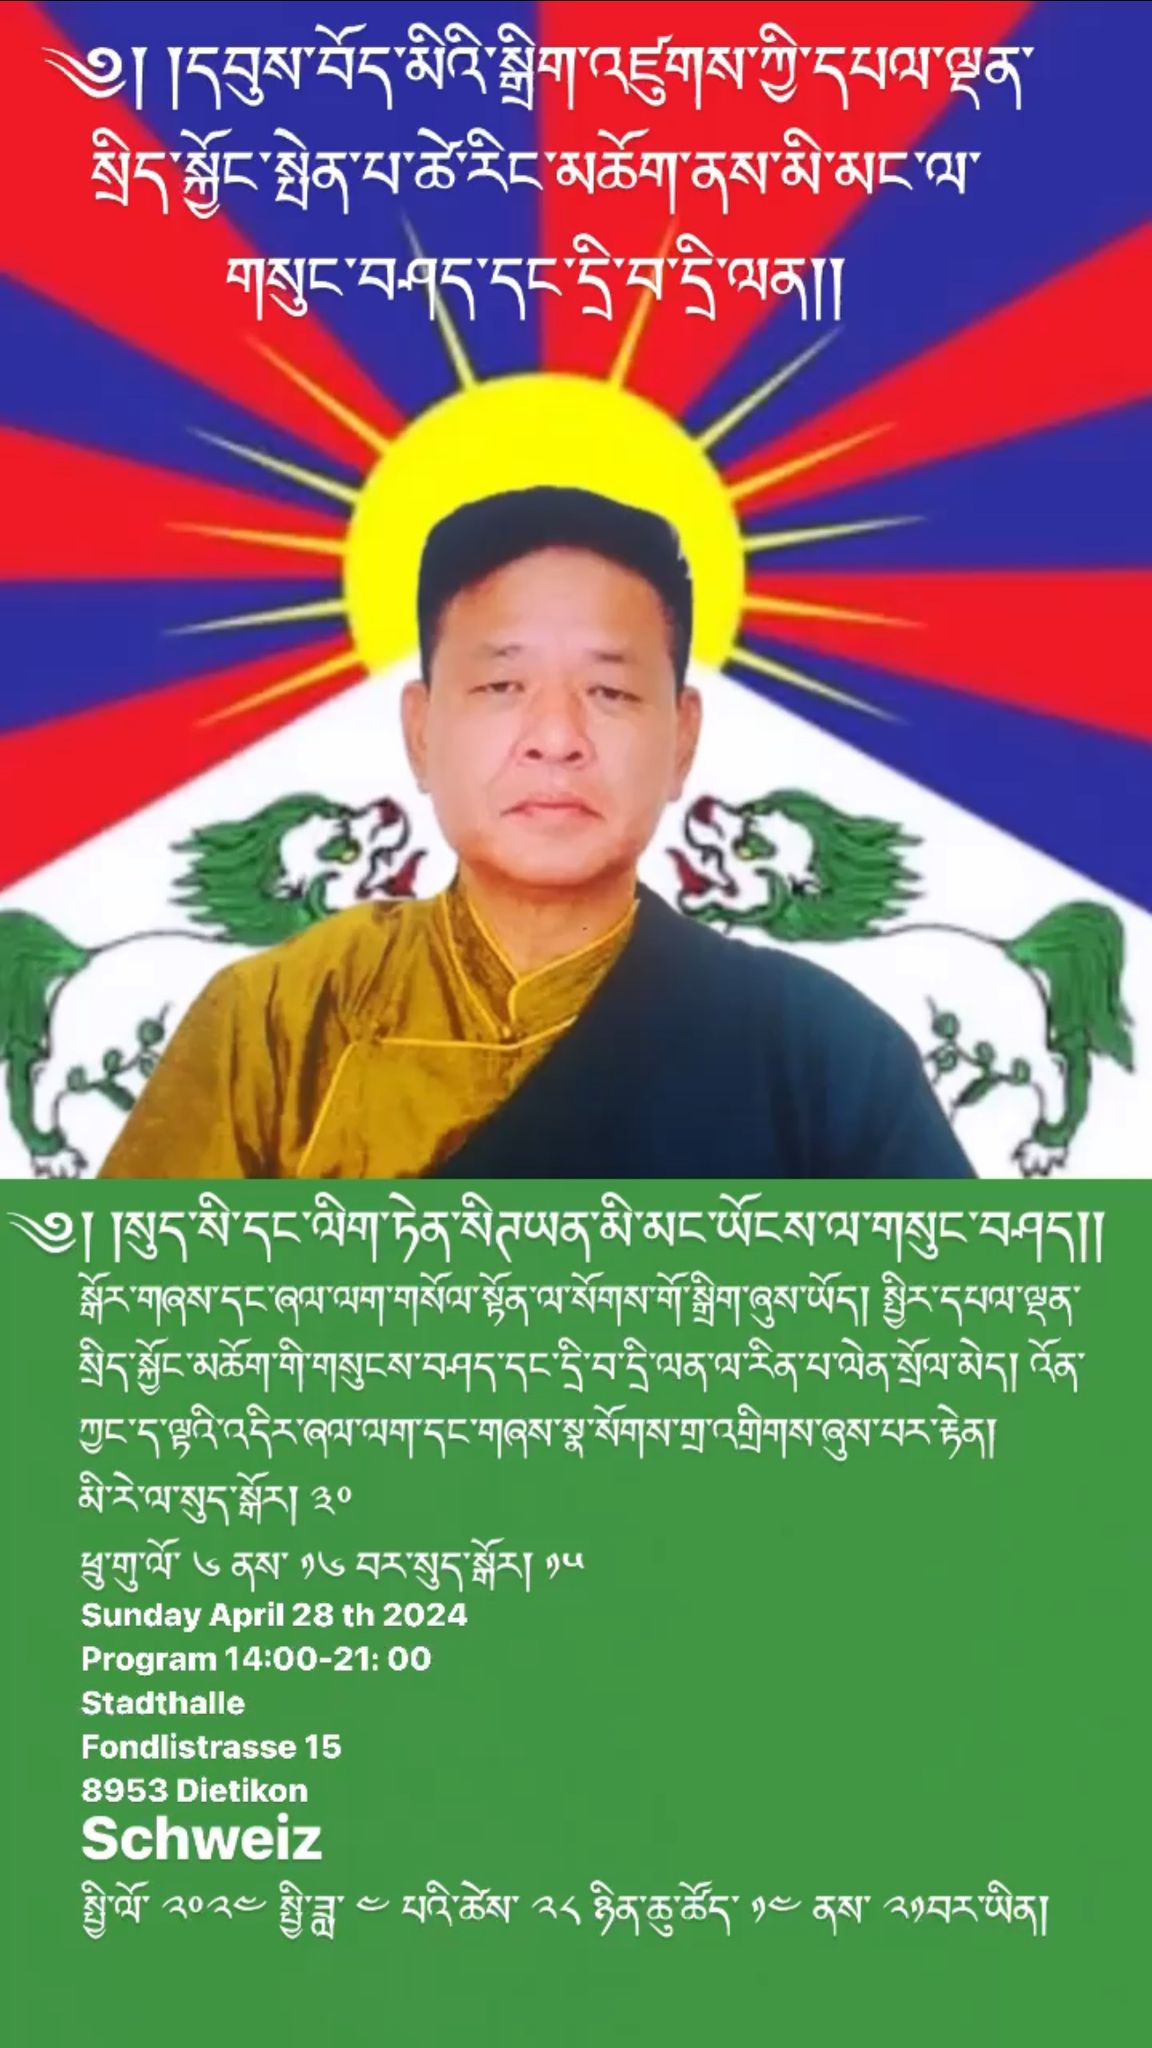 ༄། །དབུས་བོད་མིའི་སྒྲིག་འཛུགས་ཀྱི་དཔལ་ལྡན་
སྲིད་སྐྱོང་སྤེན་པ་ཚེ་རིང་མཆོག་ནས་མི་མང་ལ་
གསུང་བཤད་དང་དྲི་བ་དྲི་ལན།།
༄། །སུད་སི་དང་ལིག་ཏེན་སིཊཡན་མི་མང་ཡོངས་ལ་གསུང་བཤད།།
སྒོར་གཞས་དང་ཞལ་ལག་གསོལ་སྟོན་ལ་སོགས་གོ་སྒྲིག་ཞུས་ཡོད། སྤྱིར་དཔལ་ལྡན་
སྲིད་སྐྱོང་མཆོག་གི་གསུངས་བཤད་དང་དྲི་བ་དྲི་ལན་ལ་རིན་པ་ལེན་སྲོལ་མེད། འོན་
ཀྱང་ད་ལྟའི་འདིར་ཞལ་ལག་དང་གཞས་སྣ་སོགས་གྲ་འགྲིགས་ཞུས་པར་རྟེན།
མི་རེ་ལ་སུད་སྒོར། ༣༠
ཕྲུ་གུ་ལོ་ ༦ ནས་ ༡༦ བར་སུད་སྒོར། ༡༥
Sunday April 28 th 2024
Program 14:00-21: 00
Stadthalle
Fondlistrasse 15
8953 Dietikon
Schweiz
སྤྱི་ལོ་ ༢༠༢༤ སྤྱི་ཟླ་ ༤ པའི་ཚེས་ ༢༨ ཉིན་ཆུ་ཚོད་ ༡༤ ནས་ ༢༡བར་ཡིན།